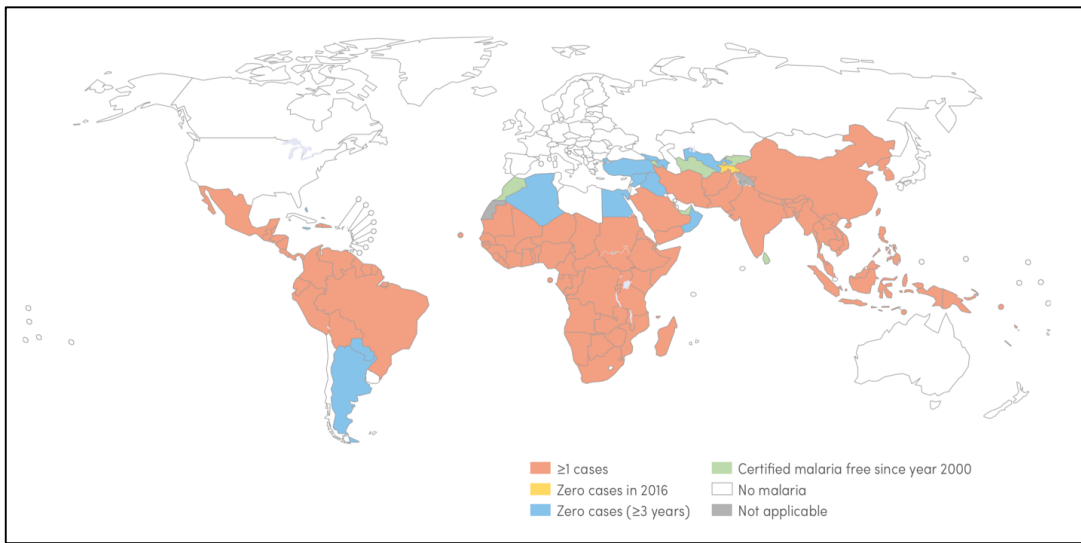 ≥1 cases
Zero cases in 2016
Zero cases (≥3 years)
Certified malaria free since year 2000
No malaria
Not applicable